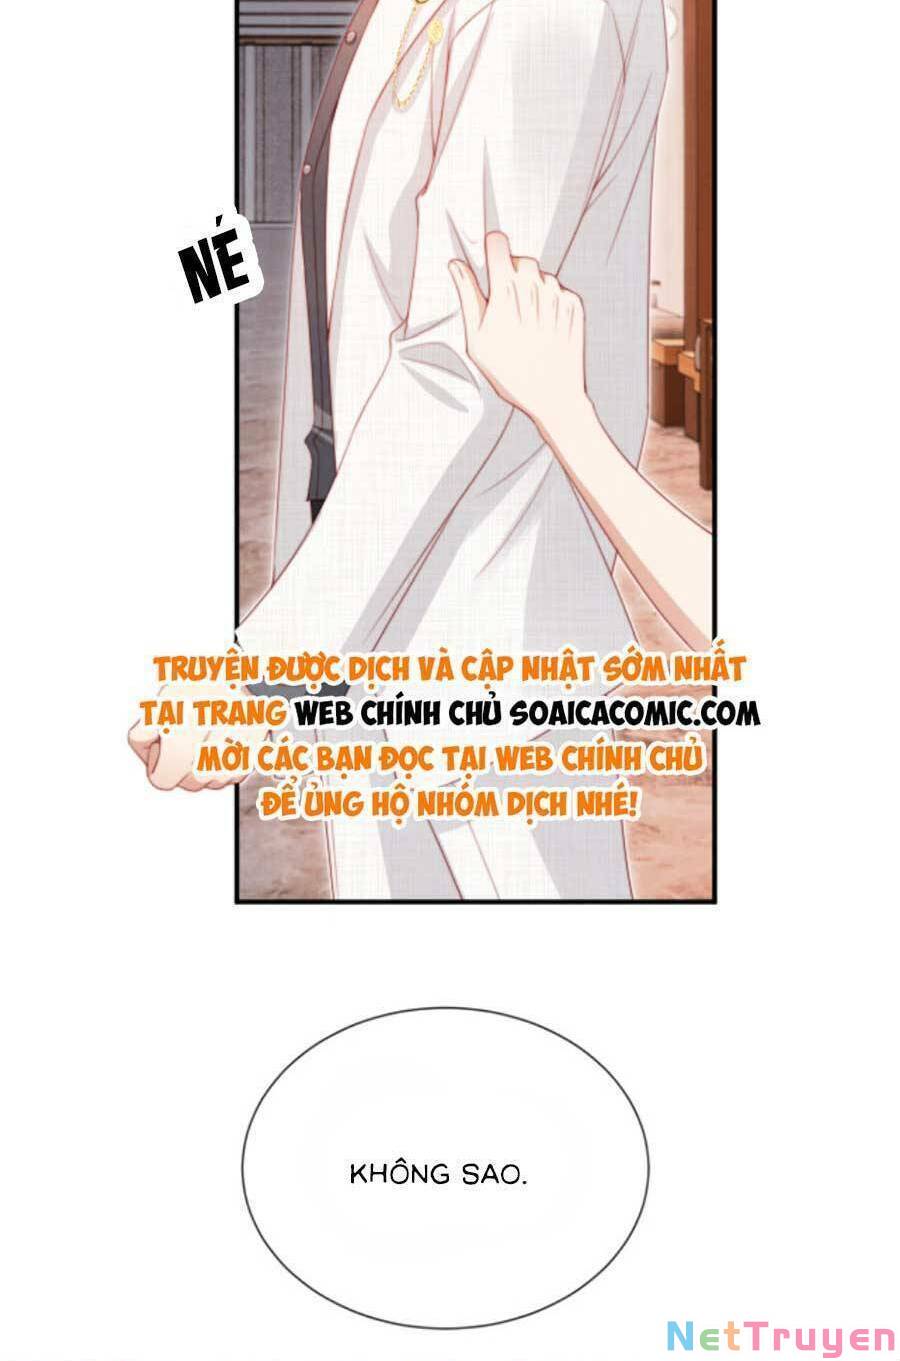 NÉ
TRUYỆN ĐƯỢC DỊCH VÀ CẬP NHẬT SỚM NHẤT
TẠI TRANG WEB CHÍNH CHỦ SOAICACOMIC.COM
MỜI CÁC BẠN ĐỌC TẠI WEB CHÍNH CHỦ
ĐỂ ỦNG HỘ NHÓM DỊCH NHÉ!
KHÔNG SAO.
NetTruyen